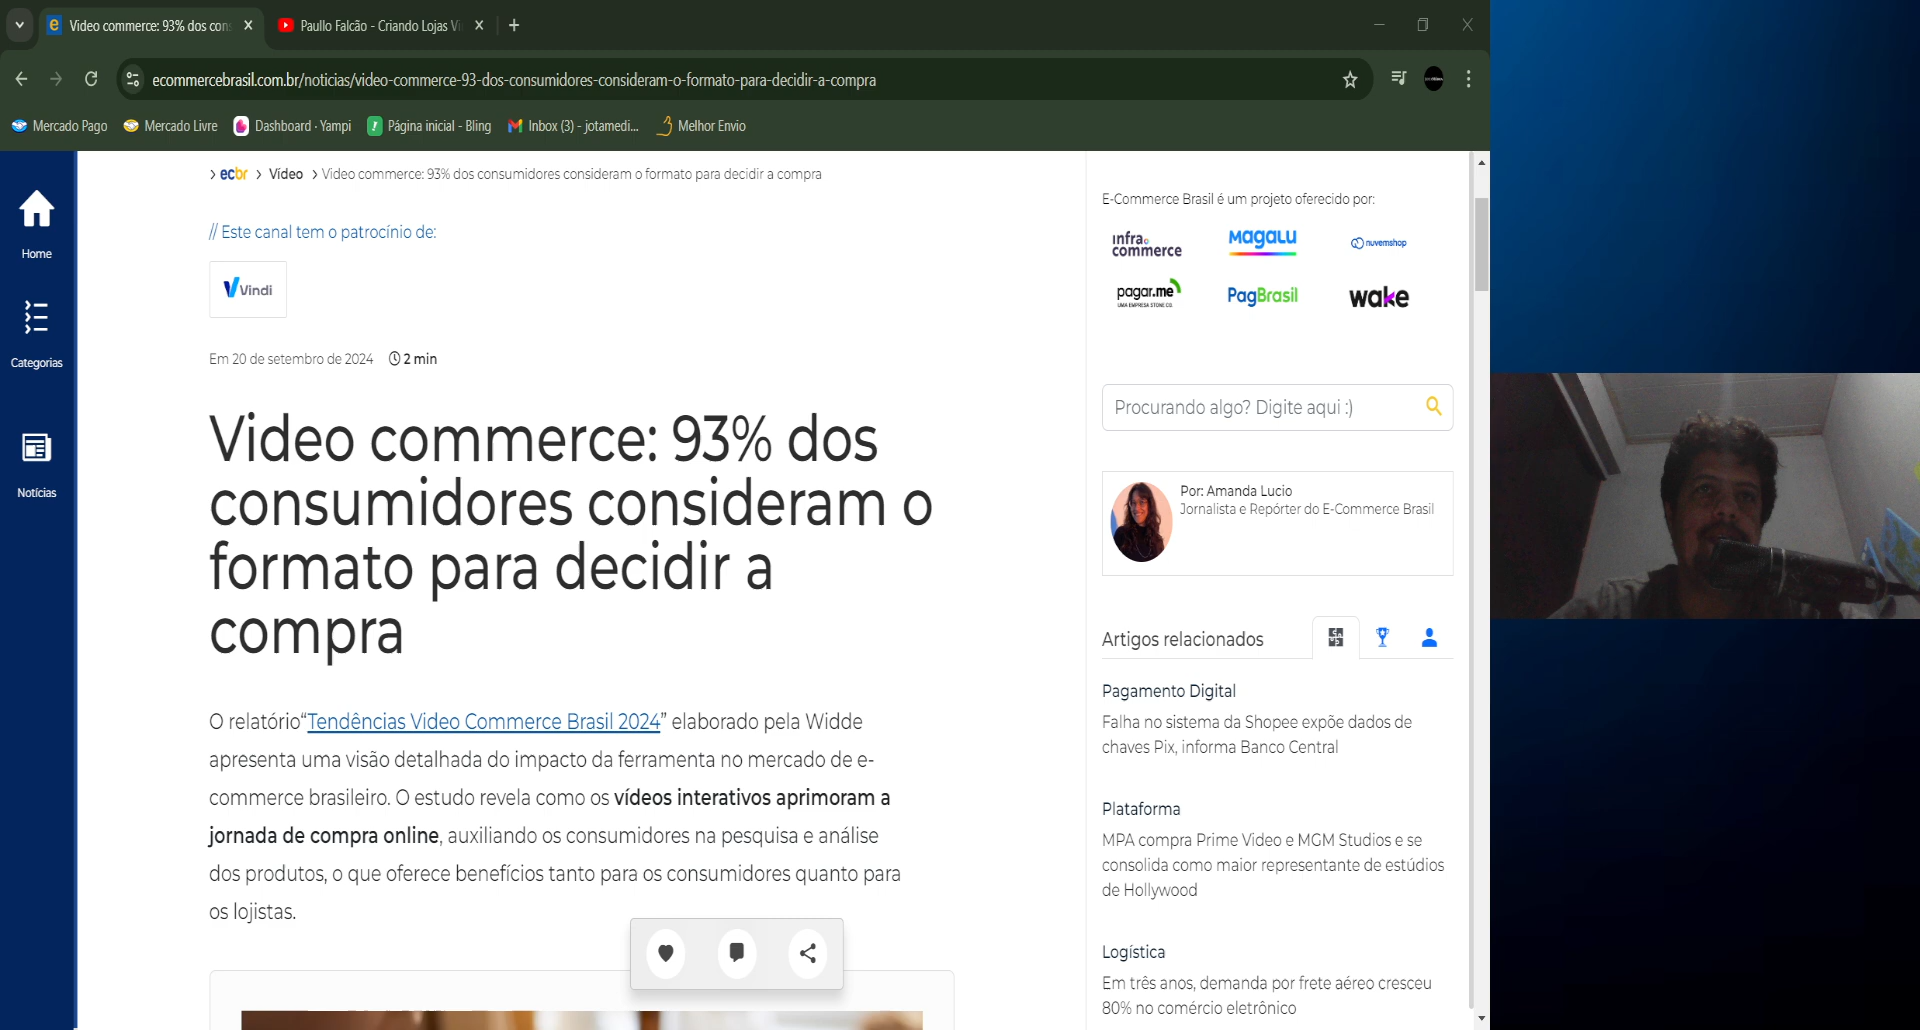 Video commerce: 93% dos cons
Paullo Falcão - Criando Lojas Vi
ecommercebrasil.com.br/noticias/video-commerce-93-dos-consumidores-consideram-o-formato-para-decidir-a-compra
Mercado Pago
Mercado Livre
Dashboard · Yampi
Página inicial - Bling
Inbox (3) - jotamedi...
Melhor Envio
Home
Categorias
Notícias
› ecbr › Vídeo › Video commerce: 93% dos consumidores consideram o formato para decidir a compra
// Este canal tem o patrocínio de:
Vindi
Em 20 de setembro de 2024 2 min
Video commerce: 93% dos
consumidores consideram o
formato para decidir a
compra
O relatório“Tendências Video Commerce Brasil 2024” elaborado pela Widde
apresenta uma visão detalhada do impacto da ferramenta no mercado de e-
commerce brasileiro. O estudo revela como os vídeos interativos aprimoram a
jornada de compra online, auxiliando os consumidores na pesquisa e análise
dos produtos, o que oferece benefícios tanto para os consumidores quanto para
os lojistas.
E-Commerce Brasil é um projeto oferecido por:
infra.
commerce
Magalu
nuvemshop
pagar.me
UMA EMPRESA STONE CO.
PagBrasil
wake
Procurando algo? Digite aqui :)
Por: Amanda Lucio
Jornalista e Repórter do E-Commerce Brasil
Artigos relacionados
Pagamento Digital
Falha no sistema da Shopee expõe dados de
chaves Pix, informa Banco Central
Plataforma
MPA compra Prime Video e MGM Studios e se
consolida como maior representante de estúdios
de Hollywood
Logística
Em três anos, demanda por frete aéreo cresceu
80% no comércio eletrônico